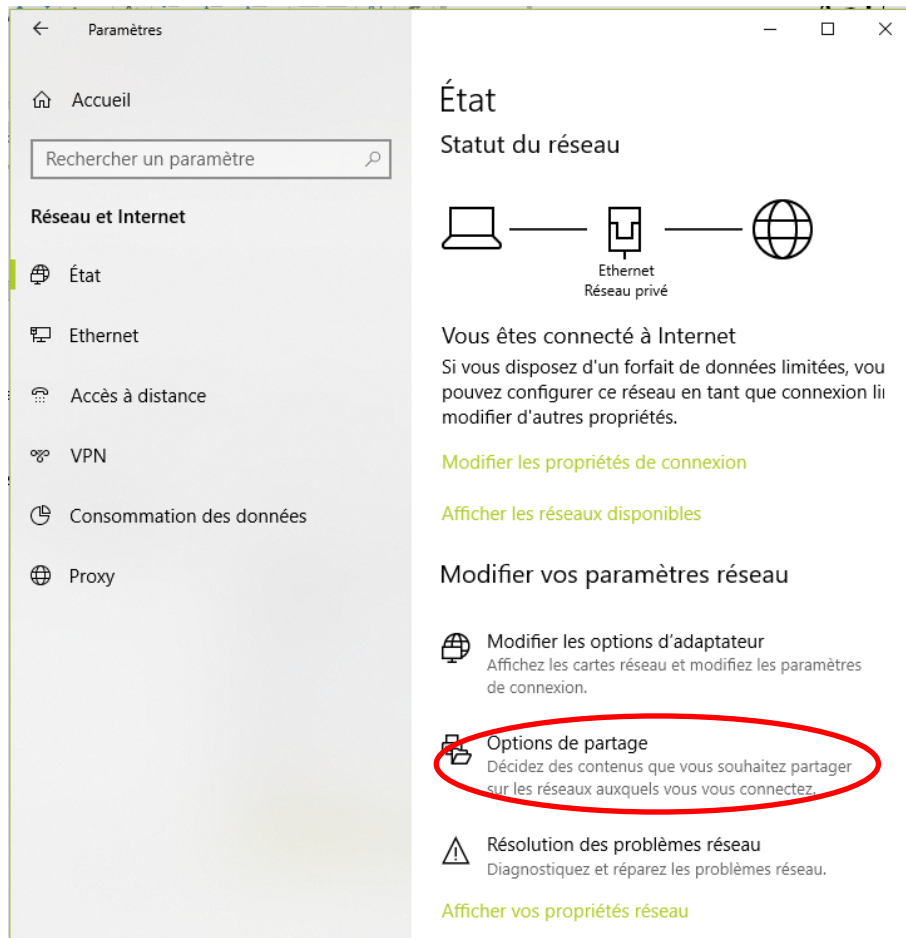 Paramètres
Accueil
Rechercher un paramètre
Réseau et Internet
État
Ethernet
Accès à distance
VPN
Consommation des données
Proxy
État
Statut du réseau
Ethernet
Réseau privé
Vous êtes connecté à Internet
Si vous disposez d'un forfait de données limitées, vou
pouvez configurer ce réseau en tant que connexion
modifier d'autres propriétés.
Modifier les propriétés de connexion
Afficher les réseaux disponibles
Modifier vos paramètres réseau
Modifier les options d’adaptateur
Affichez les cartes réseau et modifiez les paramètres
de connexion.
Options de partage
Décidez des contenus que vous souhaitez partager
sur les réseaux auxquels vous vous connectez.
Résolution des problèmes réseau
Diagnostiquez et réparez les problèmes réseau.
Afficher vos propriétés réseau